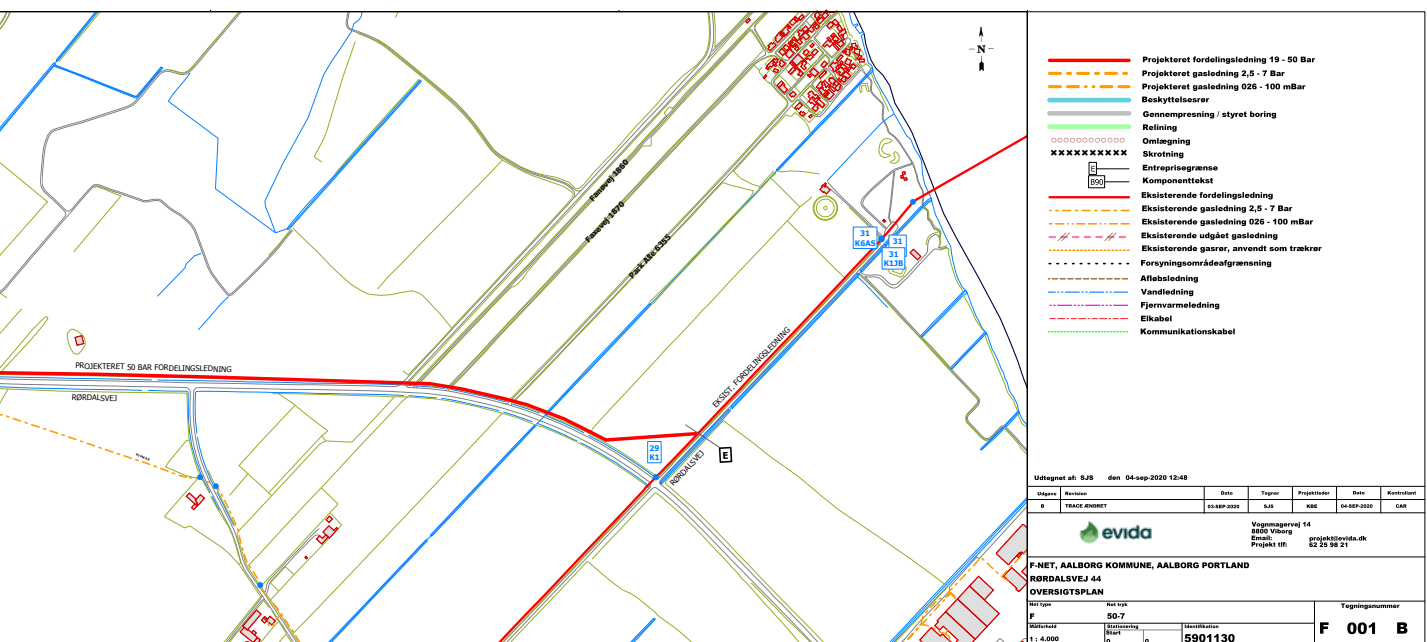 N
Fanøvej 1860
Faxøvej 1870
Park Alle 6355
31
K6AS
31
31
K1JB
EKSIST. FORDELINGSLEDNING
PROJEKTERET 50 BAR FORDELINGSLEDNING
RØRDALSVEJ
29
K1
E
RØRDALSVEJ
Projekteret fordelingsledning 19 - 50 Bar
Projekteret gasledning 2,5 - 7 Bar
Projekteret gasledning 026 - 100 mBar
Beskyttelsesrør
Gennempresning / styret boring
Relining
Omlægning
Skrotning
E Entreprisegrænse
B90 Komponenttekst
Eksisterende fordelingsledning
Eksisterende gasledning 2,5 - 7 Bar
Eksisterende gasledning 026 - 100 mBar
Eksisterende udgået gasledning
Eksisterende gasrør, anvendt som trækrør
Forsyningsområdeafgrænsning
Afløbsledning
Vandledning
Fjernvarmeledning
Elkabel
Kommunikationskabel
Udtegnet af: SJS den 04-sep-2020 12:48
Udgave Revision Dato Tegner Projektleder Dato Kontrollant
B TRACE ÆNDRET 03-SEP-2020 SJS KBE 04-SEP-2020 CAR
evida
Vognmagervej 14
8800 Viborg
Email: projekt@evida.dk
Projekt tlf: 62 25 98 21
F-NET, AALBORG KOMMUNE, AALBORG PORTLAND
RØRDALSVEJ 44
OVERSIGTSPLAN
Net type Net tryk Tegningsnummer
F 50-7
Målforhold Stationering Identifikation
Start
1 : 4.000 0 0 5901130
F 001 B